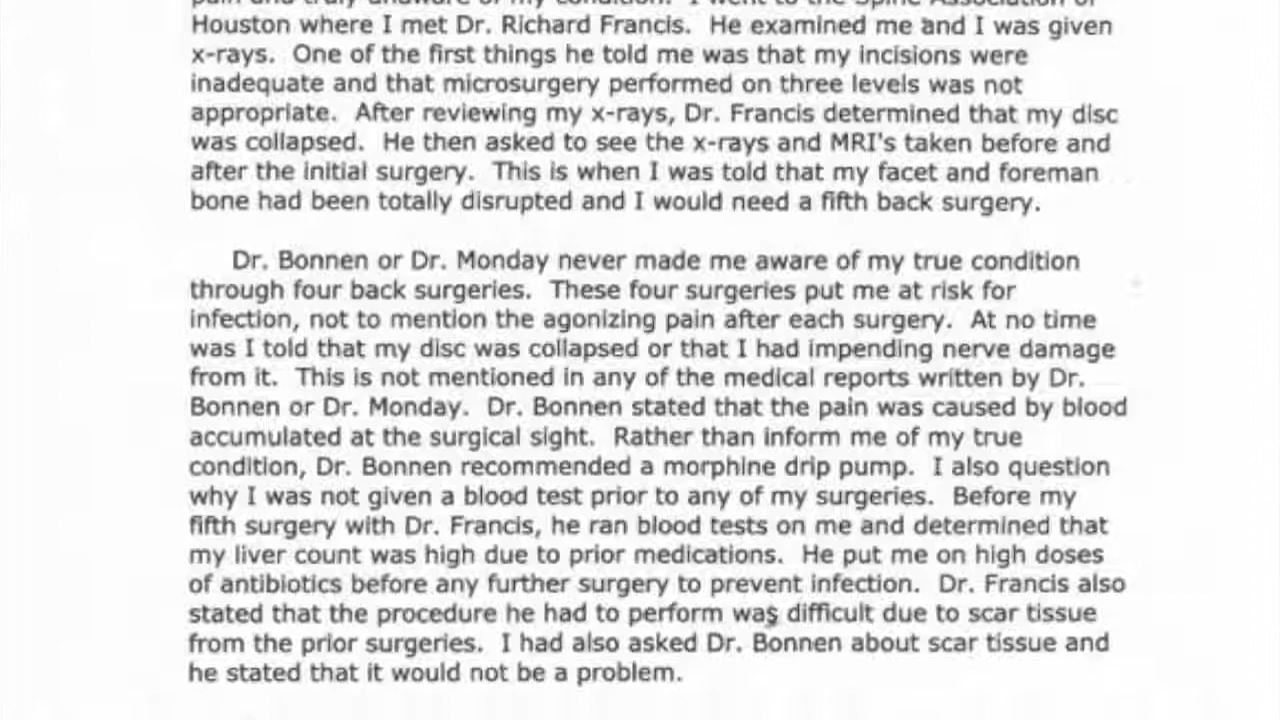 pain and truly unaware of my condition. I went to the Spine Association of
Houston where I met Dr. Richard Francis. He examined me and I was given
x-rays. One of the first things he told me was that my incisions were
inadequate and that microsurgery performed on three levels was not
appropriate. After reviewing my x-rays, Dr. Francis determined that my disc
was collapsed. He then asked to see the x-rays and MRI's taken before and
after the initial surgery. This is when I was told that my facet and foreman
bone had been totally disrupted and I would need a fifth back surgery.
Dr. Bonnen or Dr. Monday never made me aware of my true condition
through four back surgeries. These four surgeries put me at risk for
infection, not to mention the agonizing pain after each surgery. At no time
was I told that my disc was collapsed or that I had impending nerve damage
from it. This is not mentioned in any of the medical reports written by Dr.
Bonnen or Dr. Monday. Dr. Bonnen stated that the pain was caused by blood
accumulated at the surgical sight. Rather than inform me of my true
condition, Dr. Bonnen recommended a morphine drip pump. I also question
why I was not given a blood test prior to any of my surgeries. Before my
fifth surgery with Dr. Francis, he ran blood tests on me and determined that
my liver count was high due to prior medications. He put me on high doses
of antibiotics before any further surgery to prevent infection. Dr. Francis also
stated that the procedure he had to perform was difficult due to scar tissue
from the prior surgeries. I had also asked Dr. Bonnen about scar tissue and
he stated that it would not be a problem.